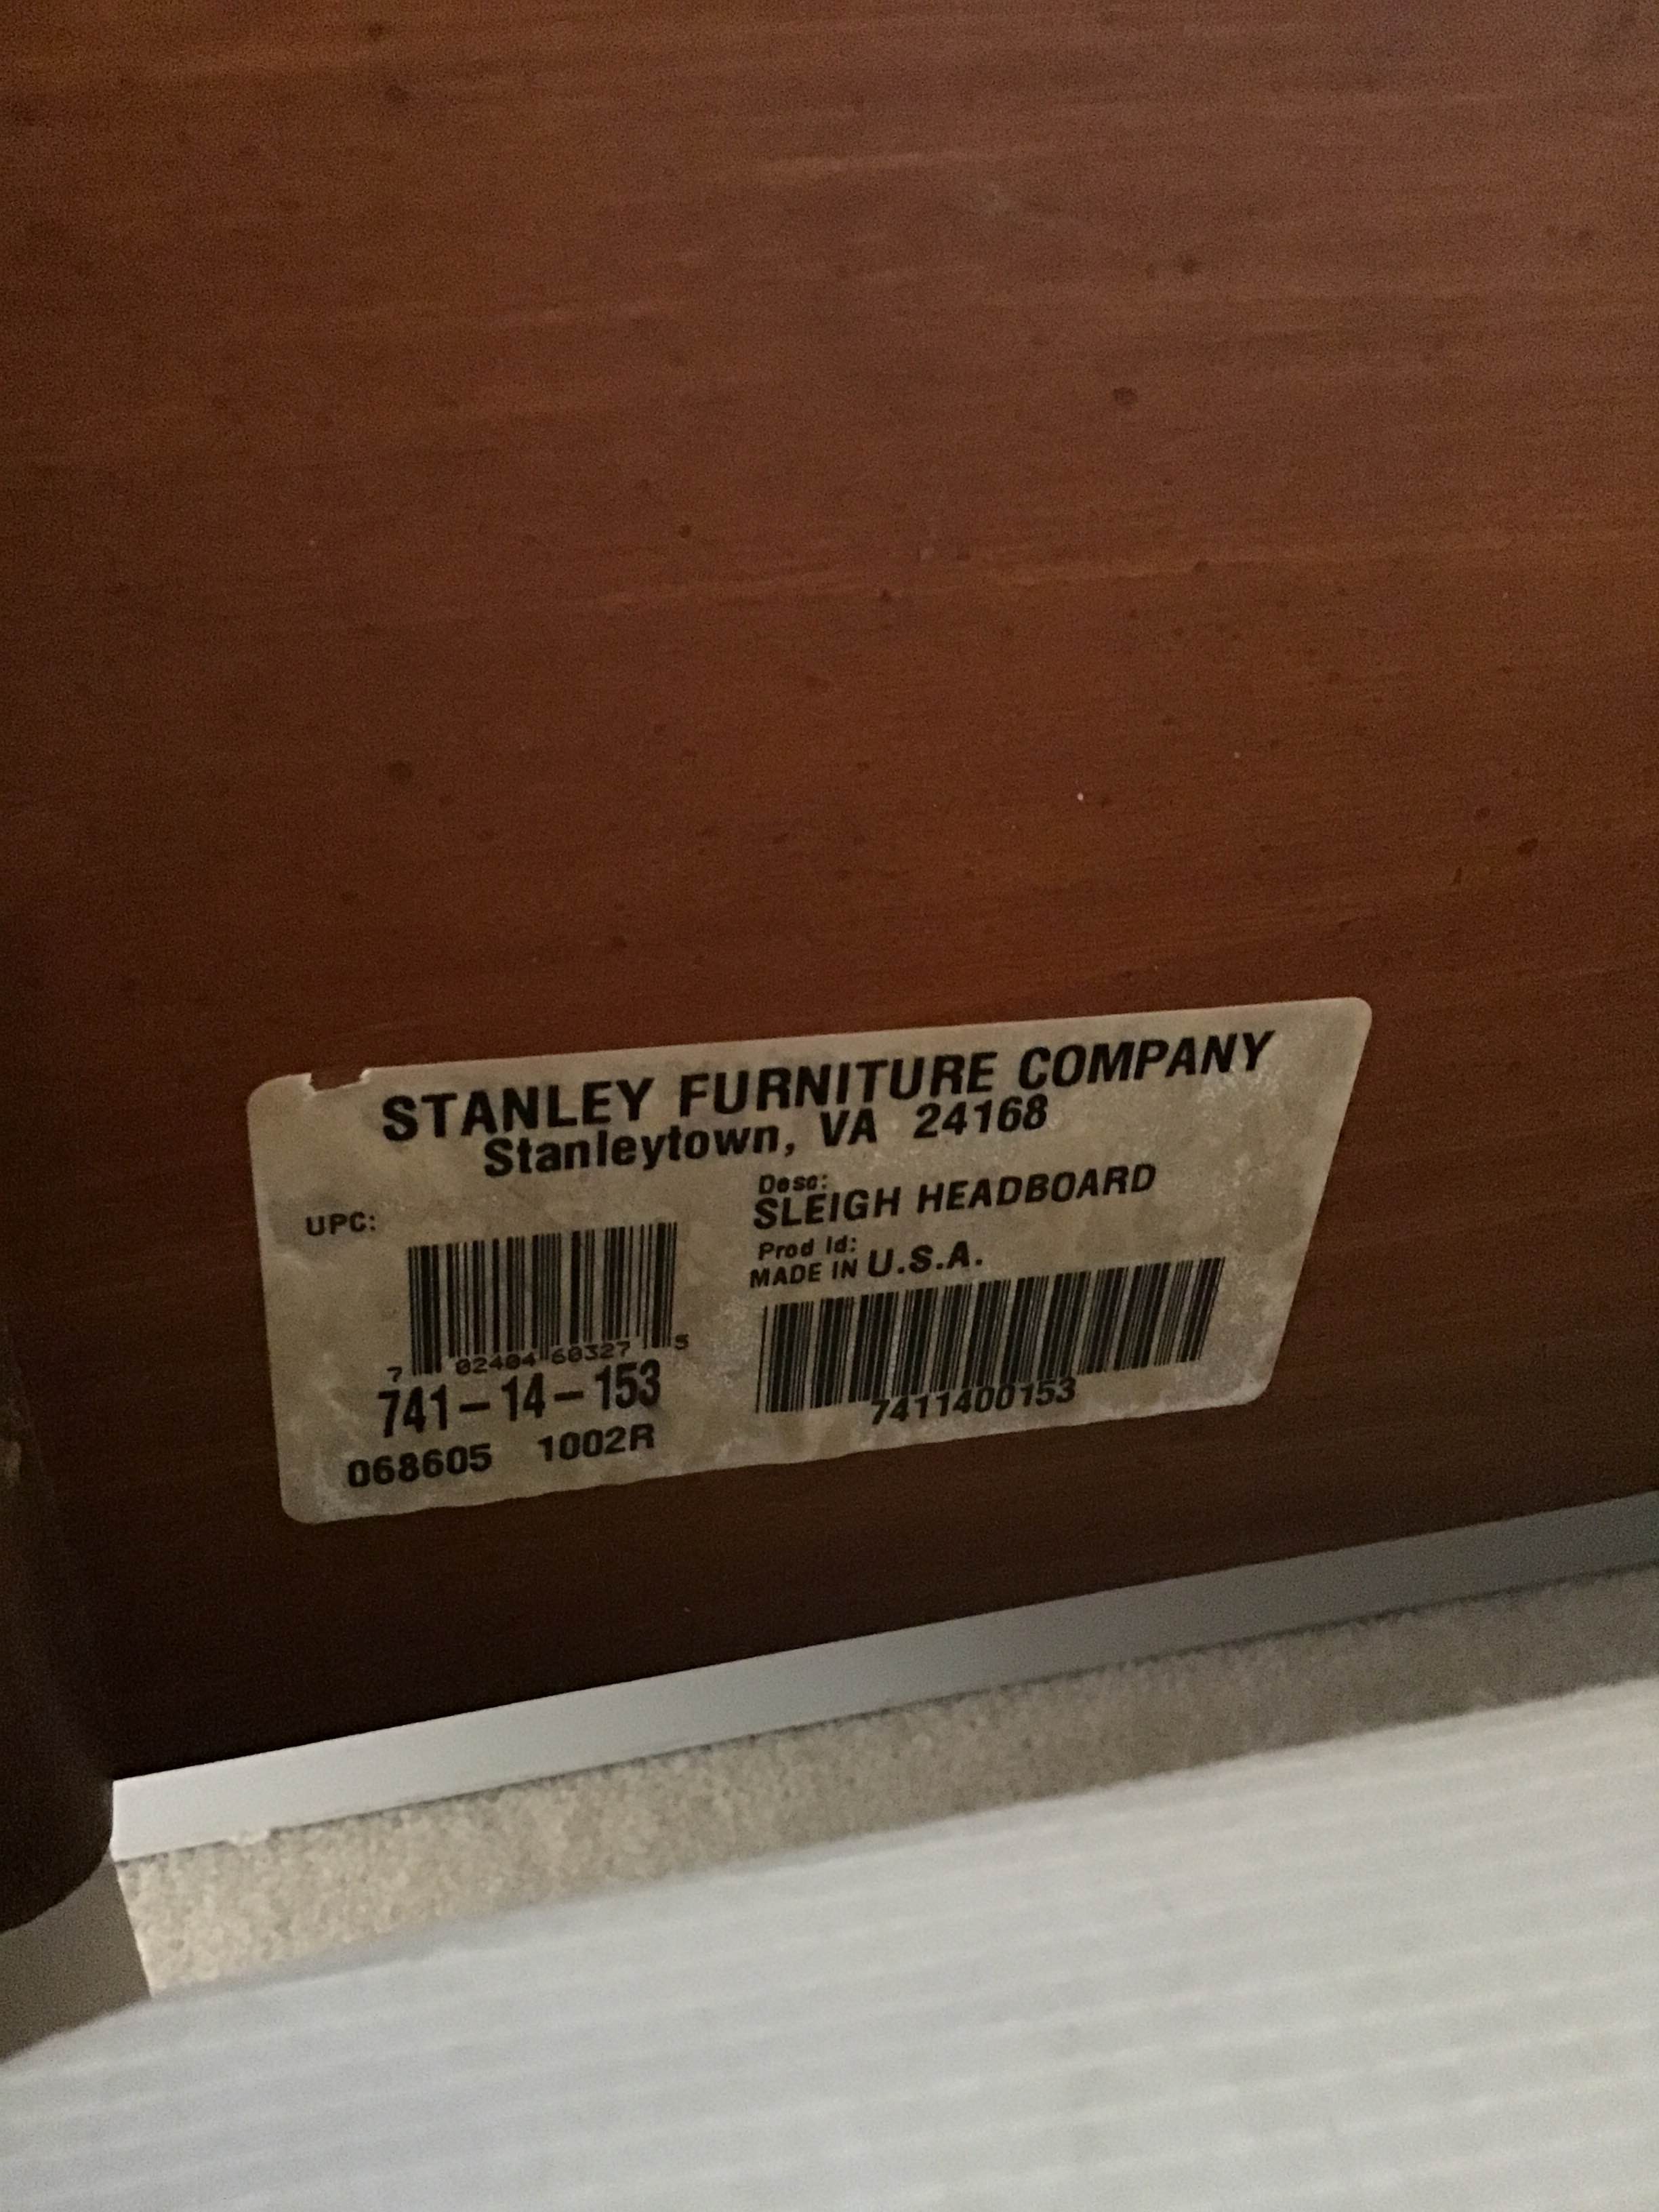 STANLEY FURNITURE COMPANY
Stanleytown, VA 24168
UPC:
7 02404 60327 5
741-14-153
068605 1002R
Desc:
SLEIGH HEADBOARD
Prod Id:
MADE IN U.S.A.
7411400153